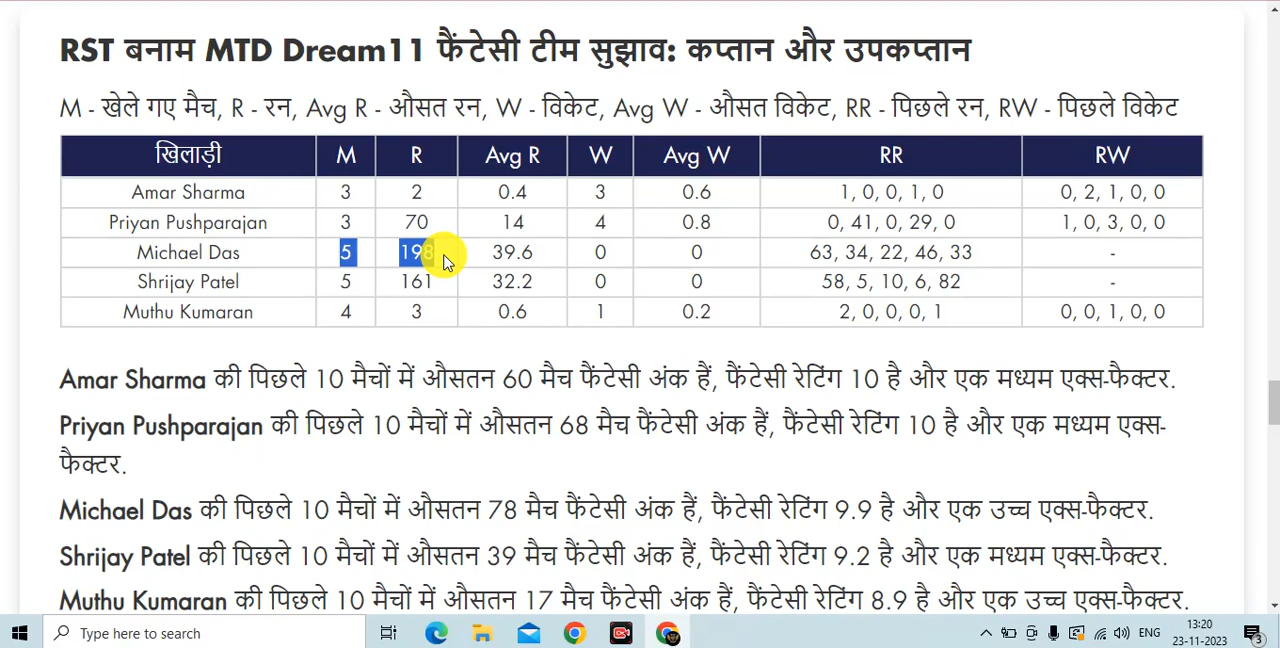 RST बनाम MTD Dream11 फैंटेसी टीम सुझाव: कप्तान और उपकप्तान
M - खेले गए मैच, R - रन, Avg R - औसत रन, W - विकेट, Avg W - औसत विकेट, RR - पिछले रन, RW - पिछले विकेट
खिलाड़ी M R Avg R W Avg W RR RW
Amar Sharma 3 2 0.4 3 0.6 1, 0, 0, 1, 0 0, 2, 1, 0, 0
Priyan Pushparajan 3 70 14 4 0.8 0, 41, 0, 29, 0 1, 0, 3, 0, 0
Michael Das 5 198 39.6 0 0 63, 34, 22, 46, 33 -
Shrijay Patel 5 161 32.2 0 0 58, 5, 10, 6, 82 -
Muthu Kumaran 4 3 0.6 1 0.2 2, 0, 0, 0, 1 0, 0, 1, 0, 0
Amar Sharma की पिछले 10 मैचों में औसतन 60 मैच फैंटेसी अंक हैं, फैंटेसी रेटिंग 10 है और एक मध्यम एक्स-फैक्टर.
Priyan Pushparajan की पिछले 10 मैचों में औसतन 68 मैच फैंटेसी अंक हैं, फैंटेसी रेटिंग 10 है और एक मध्यम एक्स-
फैक्टर.
Michael Das की पिछले 10 मैचों में औसतन 78 मैच फैंटेसी अंक हैं, फैंटेसी रेटिंग 9.9 है और एक उच्च एक्स-फैक्टर.
Shrijay Patel की पिछले 10 मैचों में औसतन 39 मैच फैंटेसी अंक हैं, फैंटेसी रेटिंग 9.2 है और एक मध्यम एक्स-फैक्टर.
Muthu Kumaran की पिछले 10 मैचों में औसतन 17 मैच फैंटेसी अंक हैं, फैंटेसी रेटिंग 8.9 है और एक उच्च एक्स-फैक्टर.
Type here to search
ENG
13:20
23-11-2023
3